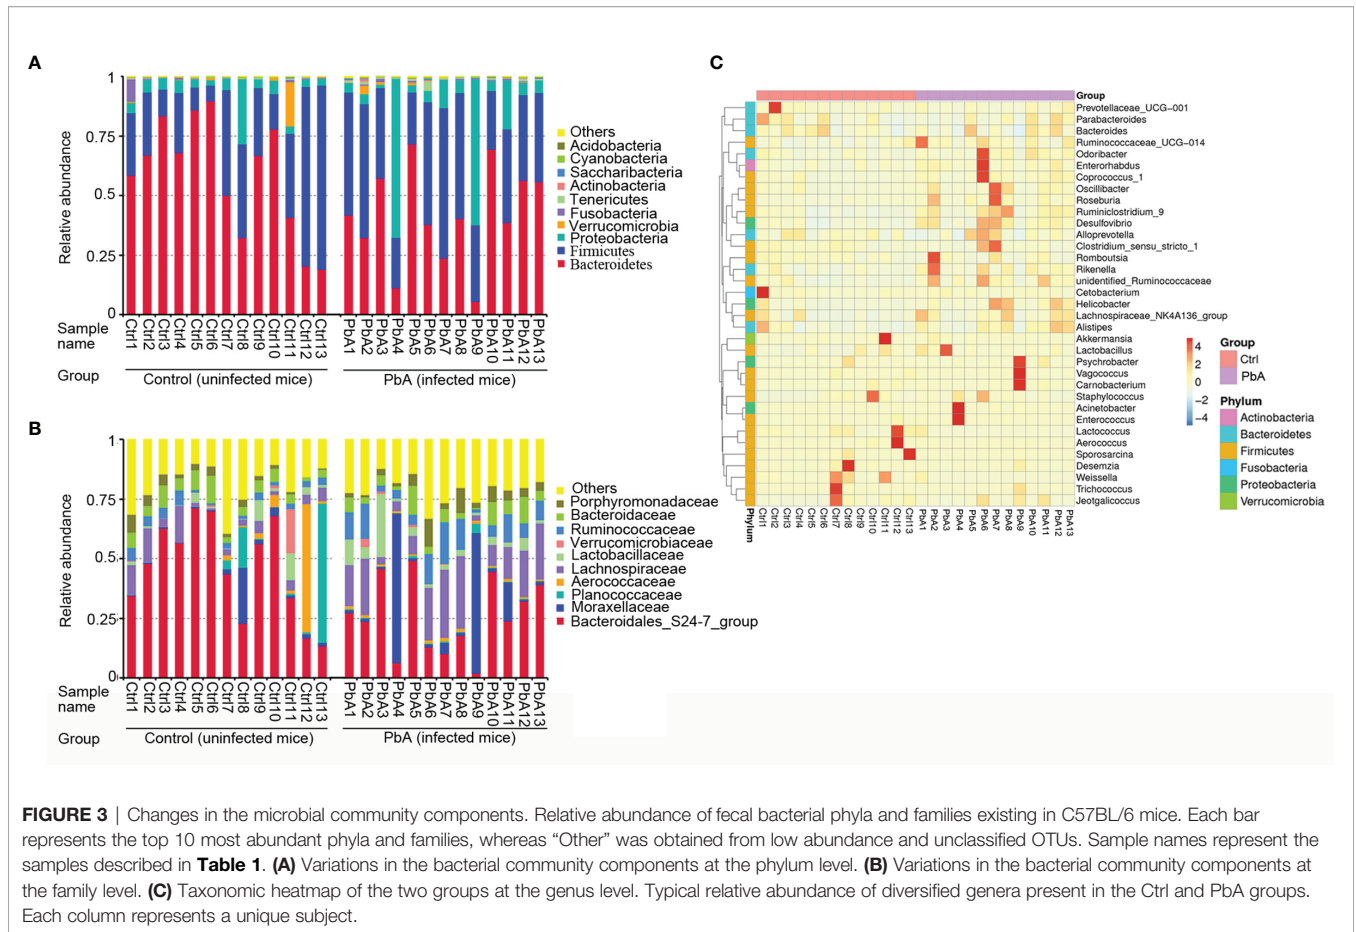 A
1
0.75
0.5
0.25
0
Relative abundance
Others
Acidobacteria
Cyanobacteria
Saccharibacteria
Actinobacteria
Tenericutes
Fusobacteria
Verrucomicrobia
Proteobacteria
Firmicutes
Bacteroidetes
Sample name
Ctrl1 Ctrl2 Ctrl3 Ctrl4 Ctrl5 Ctrl6 Ctrl7 Ctrl8 Ctrl9 Ctrl10 Ctrl11 Ctrl12 Ctrl13 PbA1 PbA2 PbA3 PbA4 PbA5 PbA6 PbA7 PbA8 PbA9 PbA10 PbA11 PbA12 PbA13
Group Control (uninfected mice) PbA (infected mice)
B
1
0.75
0.5
0.25
0
Relative abundance
Others
Porphyromonadaceae
Bacteroidaceae
Ruminococcaceae
Verrucomicrobiaceae
Lactobacillaceae
Lachnospiraceae
Aerococcaceae
Planococcaceae
Moraxellaceae
Bacteroidales_S24-7_group
Sample name
Ctrl1 Ctrl2 Ctrl3 Ctrl4 Ctrl5 Ctrl6 Ctrl7 Ctrl8 Ctrl9 Ctrl10 Ctrl11 Ctrl12 Ctrl13 PbA1 PbA2 PbA3 PbA4 PbA5 PbA6 PbA7 PbA8 PbA9 PbA10 PbA11 PbA12 PbA13
Group Control (uninfected mice) PbA (infected mice)
C
Group
Prevotellaceae_UCG-001
Parabacteroides
Bacteroides
Ruminococcaceae_UCG-014
Odoribacter
Enterorhabdus
Coprococcus_1
Oscillibacter
Roseburia
Ruminiclostridium_9
Desulfovibrio
Alloprevotella
Clostridium_sensu_stricto_1
Romboutsia
Rikenella
unidentified_Ruminococcaceae
Cetobacterium
Helicobacter
Lachnospiraceae_NK4A136_group
Alistipes
Akkermansia
Lactobacillus
Psychrobacter
Vagococcus
Carnobacterium
Staphylococcus
Acinetobacter
Enterococcus
Lactococcus
Aerococcus
Sporosarcina
Desemzia
Weissella
Trichococcus
Jeotgalicoccus
Phylum Ctrl1 Ctrl2 Ctrl3 Ctrl5 Ctrl6 Ctrl7 Ctrl8 Ctrl9 Ctrl10 Ctrl4 Ctrl11 Ctrl12 Ctrl13 PbA1 PbA2 PbA3 PbA4 PbA5 PbA6 PbA7 PbA8 PbA9 PbA10 PbA11 PbA12 PbA13
4
2
0
−2
−4
Group
Ctrl
PbA
Phylum
Actinobacteria
Bacteroidetes
Firmicutes
Fusobacteria
Proteobacteria
Verrucomicrobia
FIGURE 3 | Changes in the microbial community components. Relative abundance of fecal bacterial phyla and families existing in C57BL/6 mice. Each bar
represents the top 10 most abundant phyla and families, whereas “Other” was obtained from low abundance and unclassified OTUs. Sample names represent the
samples described in Table 1. (A) Variations in the bacterial community components at the phylum level. (B) Variations in the bacterial community components at
the family level. (C) Taxonomic heatmap of the two groups at the genus level. Typical relative abundance of diversified genera present in the Ctrl and PbA groups.
Each column represents a unique subject.